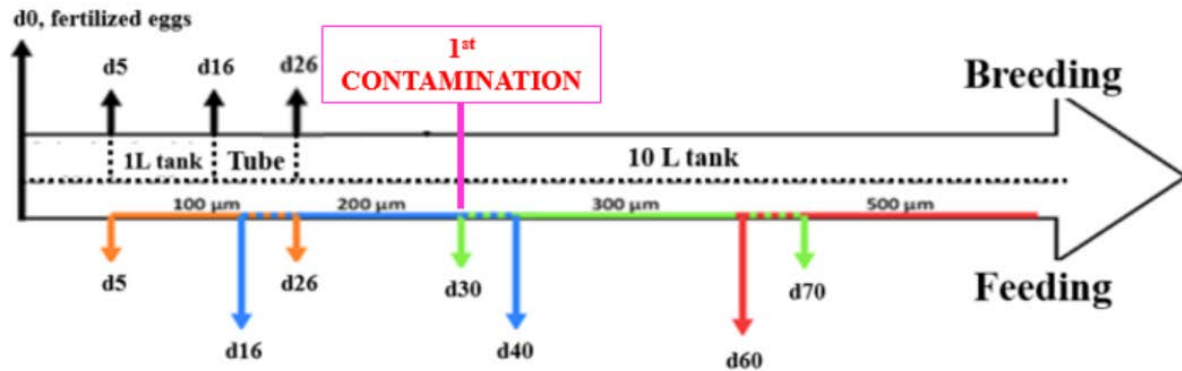 d0, fertilized eggs
d5
d16
d26
1st
CONTAMINATION
Breeding
1L tank
Tube
10 L tank
100 µm
200 µm
300 µm
500 µm
d5
d26
d30
d70
Feeding
d16
d40
d60